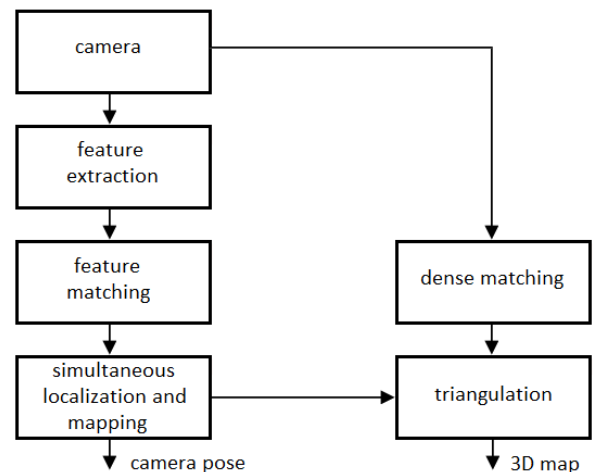 camera
feature
extraction
feature
matching
dense matching
simultaneous
localization and
mapping
triangulation
camera pose
3D map